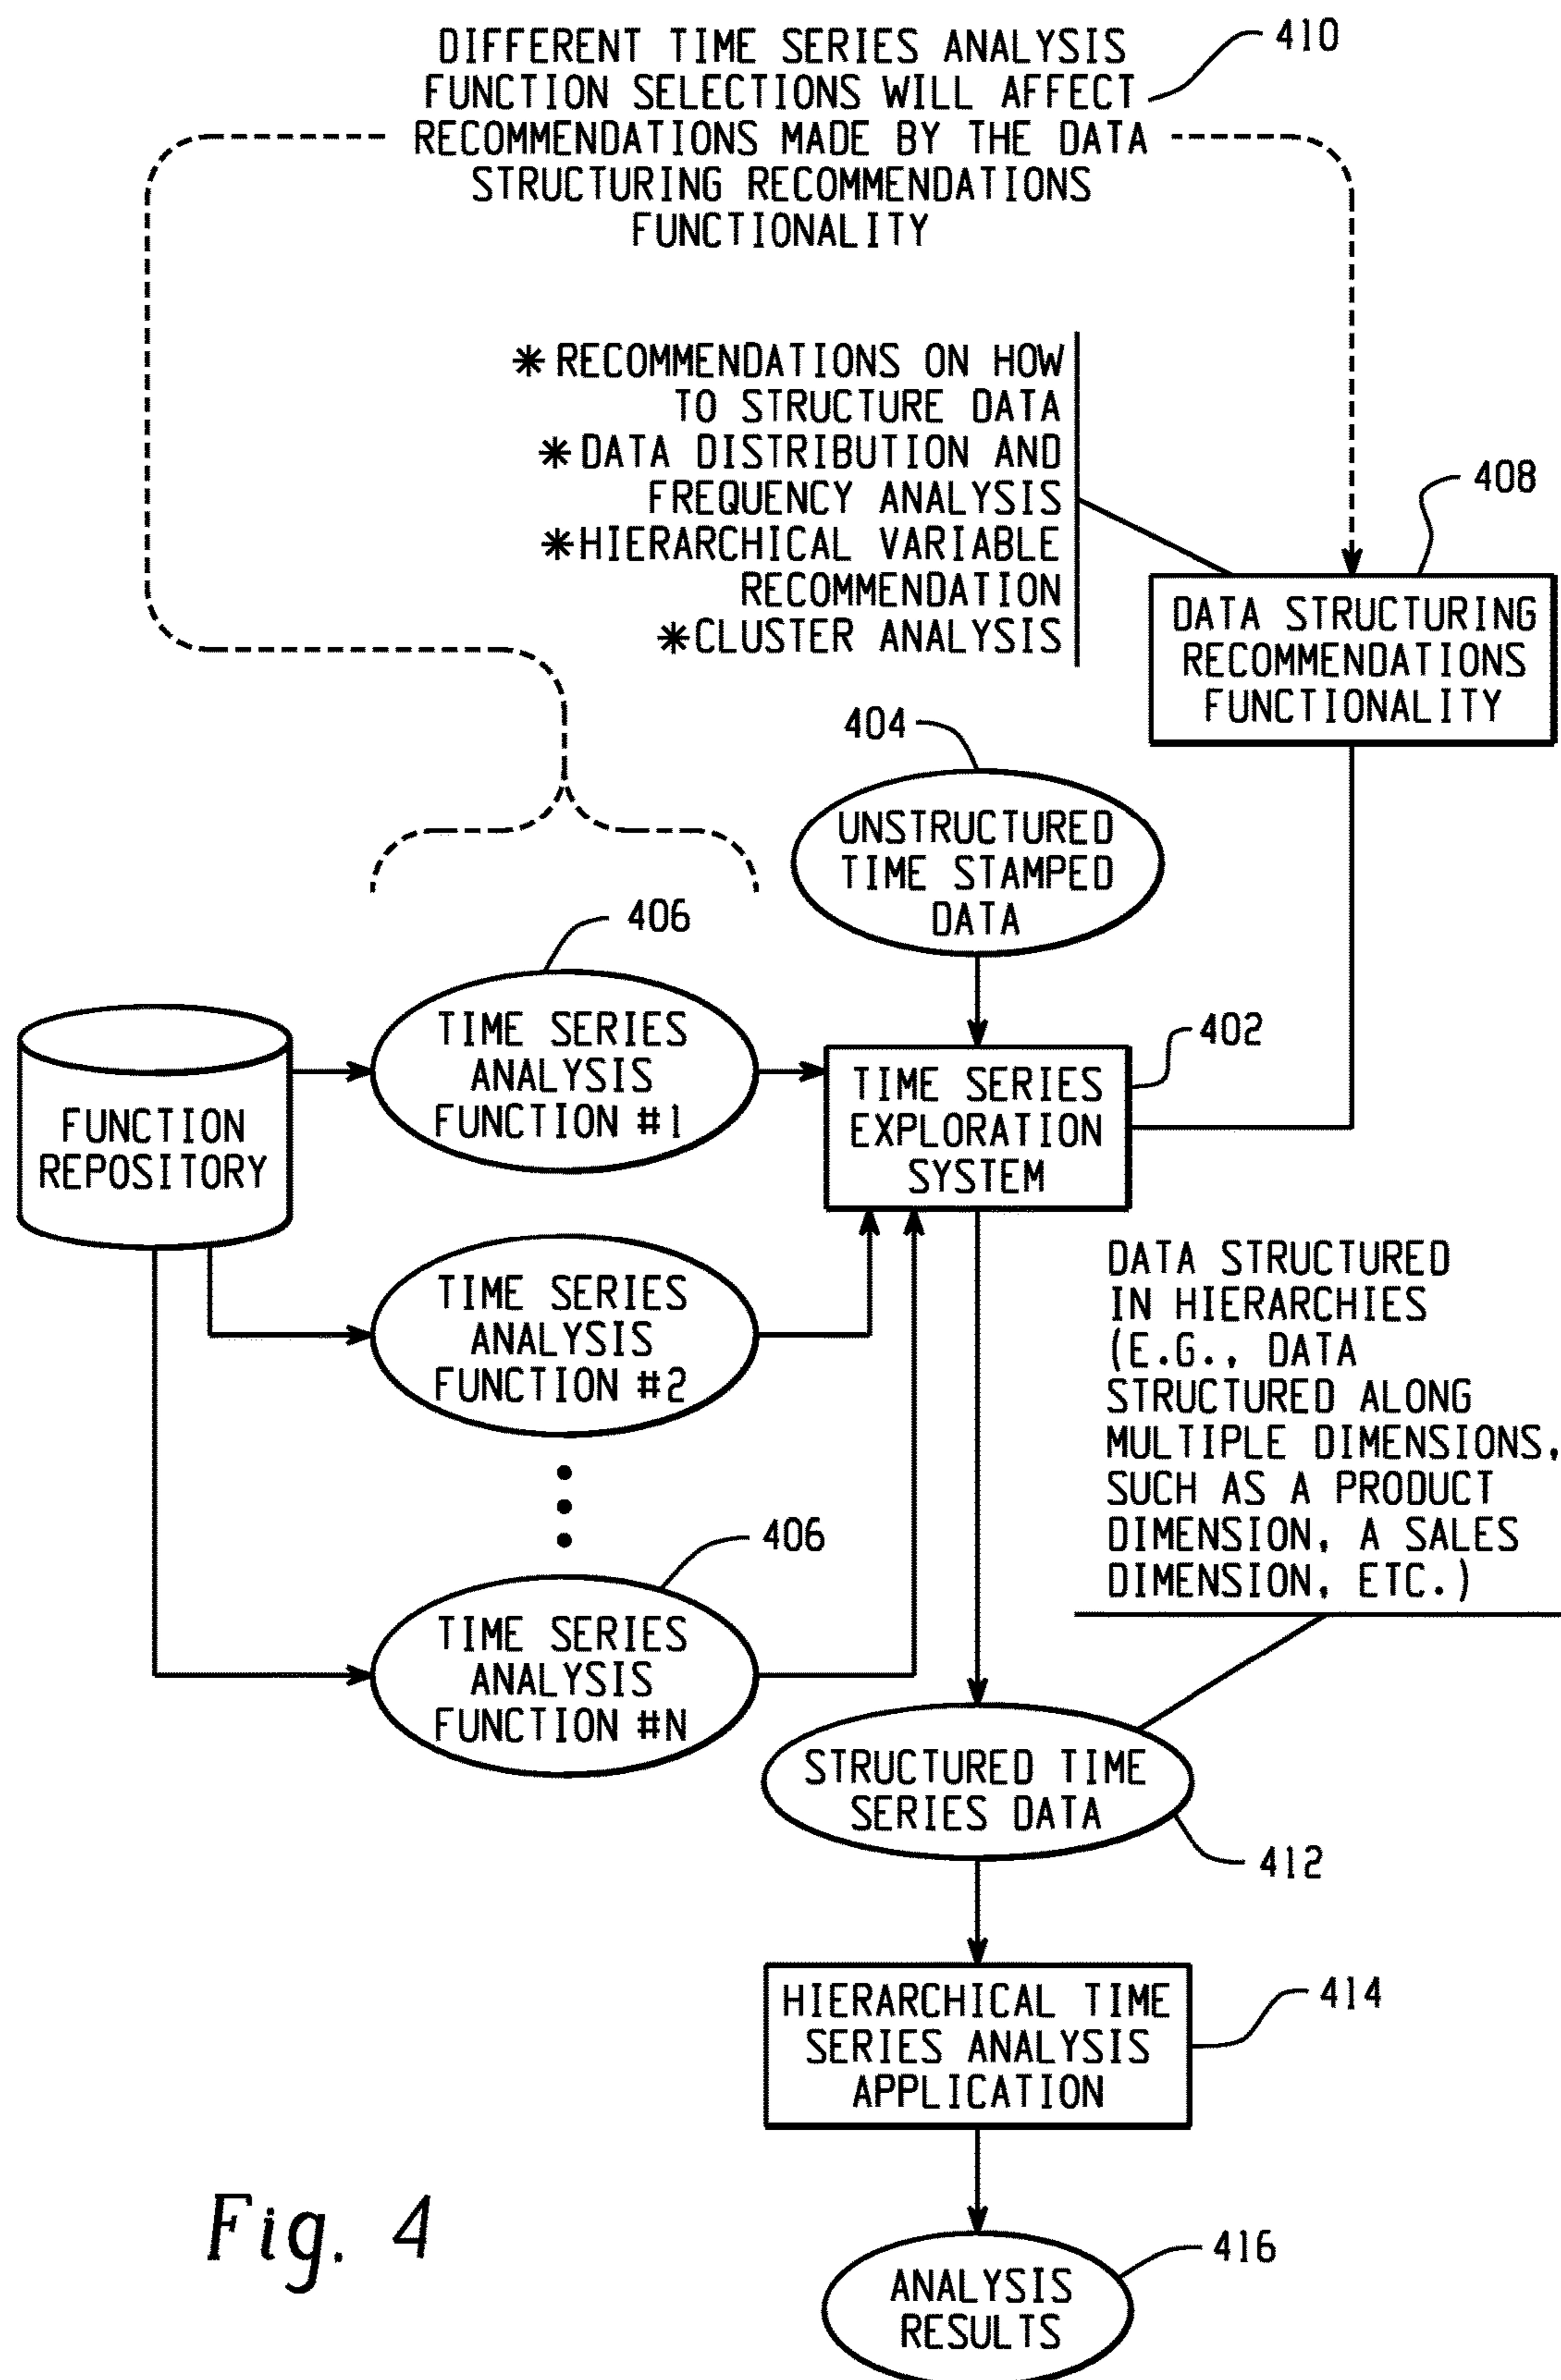 DIFFERENT TIME SERIES ANALYSIS
FUNCTION SELECTIONS WILL AFFECT
RECOMMENDATIONS MADE BY THE DATA
STRUCTURING RECOMMENDATIONS
FUNCTIONALITY
410
*RECOMMENDATIONS ON HOW
TO STRUCTURE DATA
*DATA DISTRIBUTION AND
FREQUENCY ANALYSIS
*HIERARCHICAL VARIABLE
RECOMMENDATION
*CLUSTER ANALYSIS
408
DATA STRUCTURING
RECOMMENDATIONS
FUNCTIONALITY
404
UNSTRUCTURED
TIME STAMPED
DATA
406
TIME SERIES
ANALYSIS
FUNCTION #1
402
TIME SERIES
EXPLORATION
SYSTEM
FUNCTION
REPOSITORY
TIME SERIES
ANALYSIS
FUNCTION #2
DATA STRUCTURED
IN HIERARCHIES
(E.G., DATA
STRUCTURED ALONG
MULTIPLE DIMENSIONS,
SUCH AS A PRODUCT
DIMENSION, A SALES
DIMENSION, ETC.)
406
TIME SERIES
ANALYSIS
FUNCTION #N
STRUCTURED TIME
SERIES DATA
412
HIERARCHICAL TIME
SERIES ANALYSIS
APPLICATION
414
416
ANALYSIS
RESULTS
Fig. 4